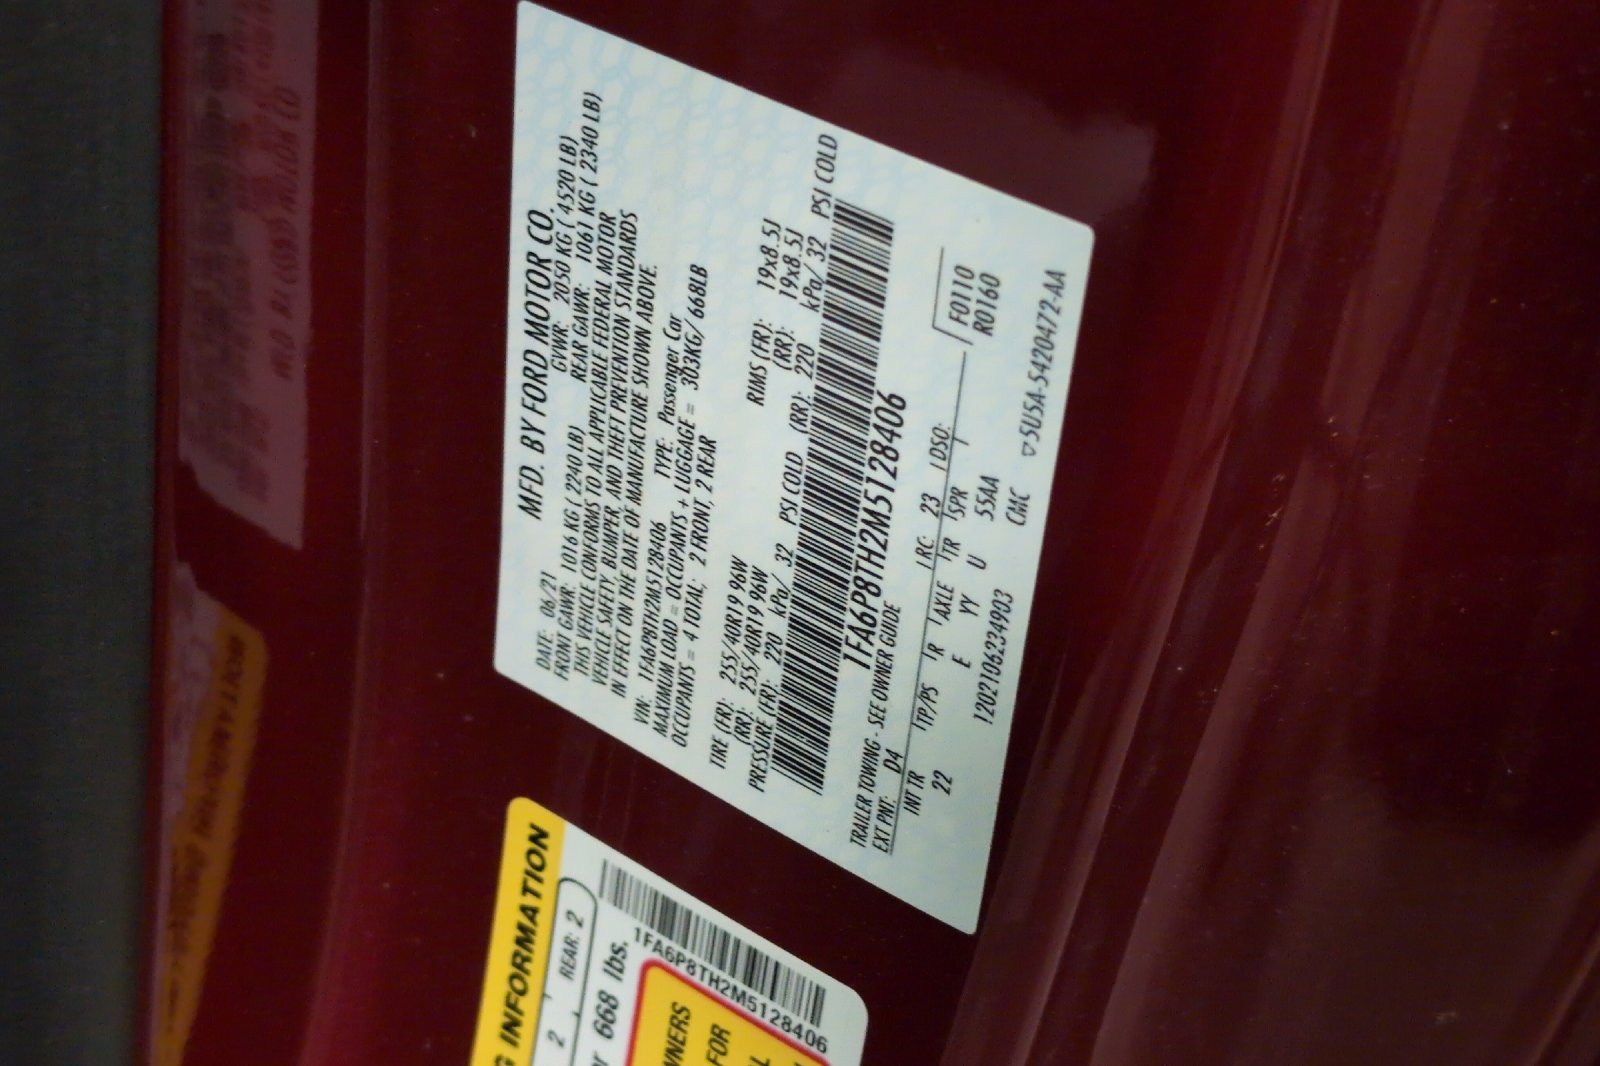 MFD. BY FORD MOTOR CO.
DATE: 06/21 GVWR: 2050 KG ( 4520 LB)
FRONT GAWR: 1016 KG ( 2240 LB) REAR GAWR: 1061 KG ( 2340 LB)
THIS VEHICLE CONFORMS TO ALL APPLICABLE FEDERAL MOTOR
VEHICLE SAFETY, BUMPER, AND THEFT PREVENTION STANDARDS
IN EFFECT ON THE DATE OF MANUFACTURE SHOWN ABOVE.
VIN: 1FA6P8TH2M5128406 TYPE: Passenger Car
MAXIMUM LOAD = OCCUPANTS + LUGGAGE = 303KG/ 668LB
OCCUPANTS = 4 TOTAL; 2 FRONT, 2 REAR
TIRE (FR): 255/40R19 96W RIMS (FR): 19x8.5J
(RR): 255/40R19 96W (RR): 19x8.5J
PRESSURE (FR): 220 kPa/ 32 PSI COLD (RR): 220 kPa/ 32 PSI COLD
1FA6P8TH2M5128406
TRAILER TOWING - SEE OWNER GUIDE
EXT PNT: D4 RC: 23 DSO: F0110
INT TR TP/PS R AXLE TR SPR R0160
22 E YY U 55AA
1202106234903 CMC ▽5U5A-5420472-AA
G INFORMATION
2 REAR: 2
668 lbs.
1FA6P8TH2M5128406
FOR